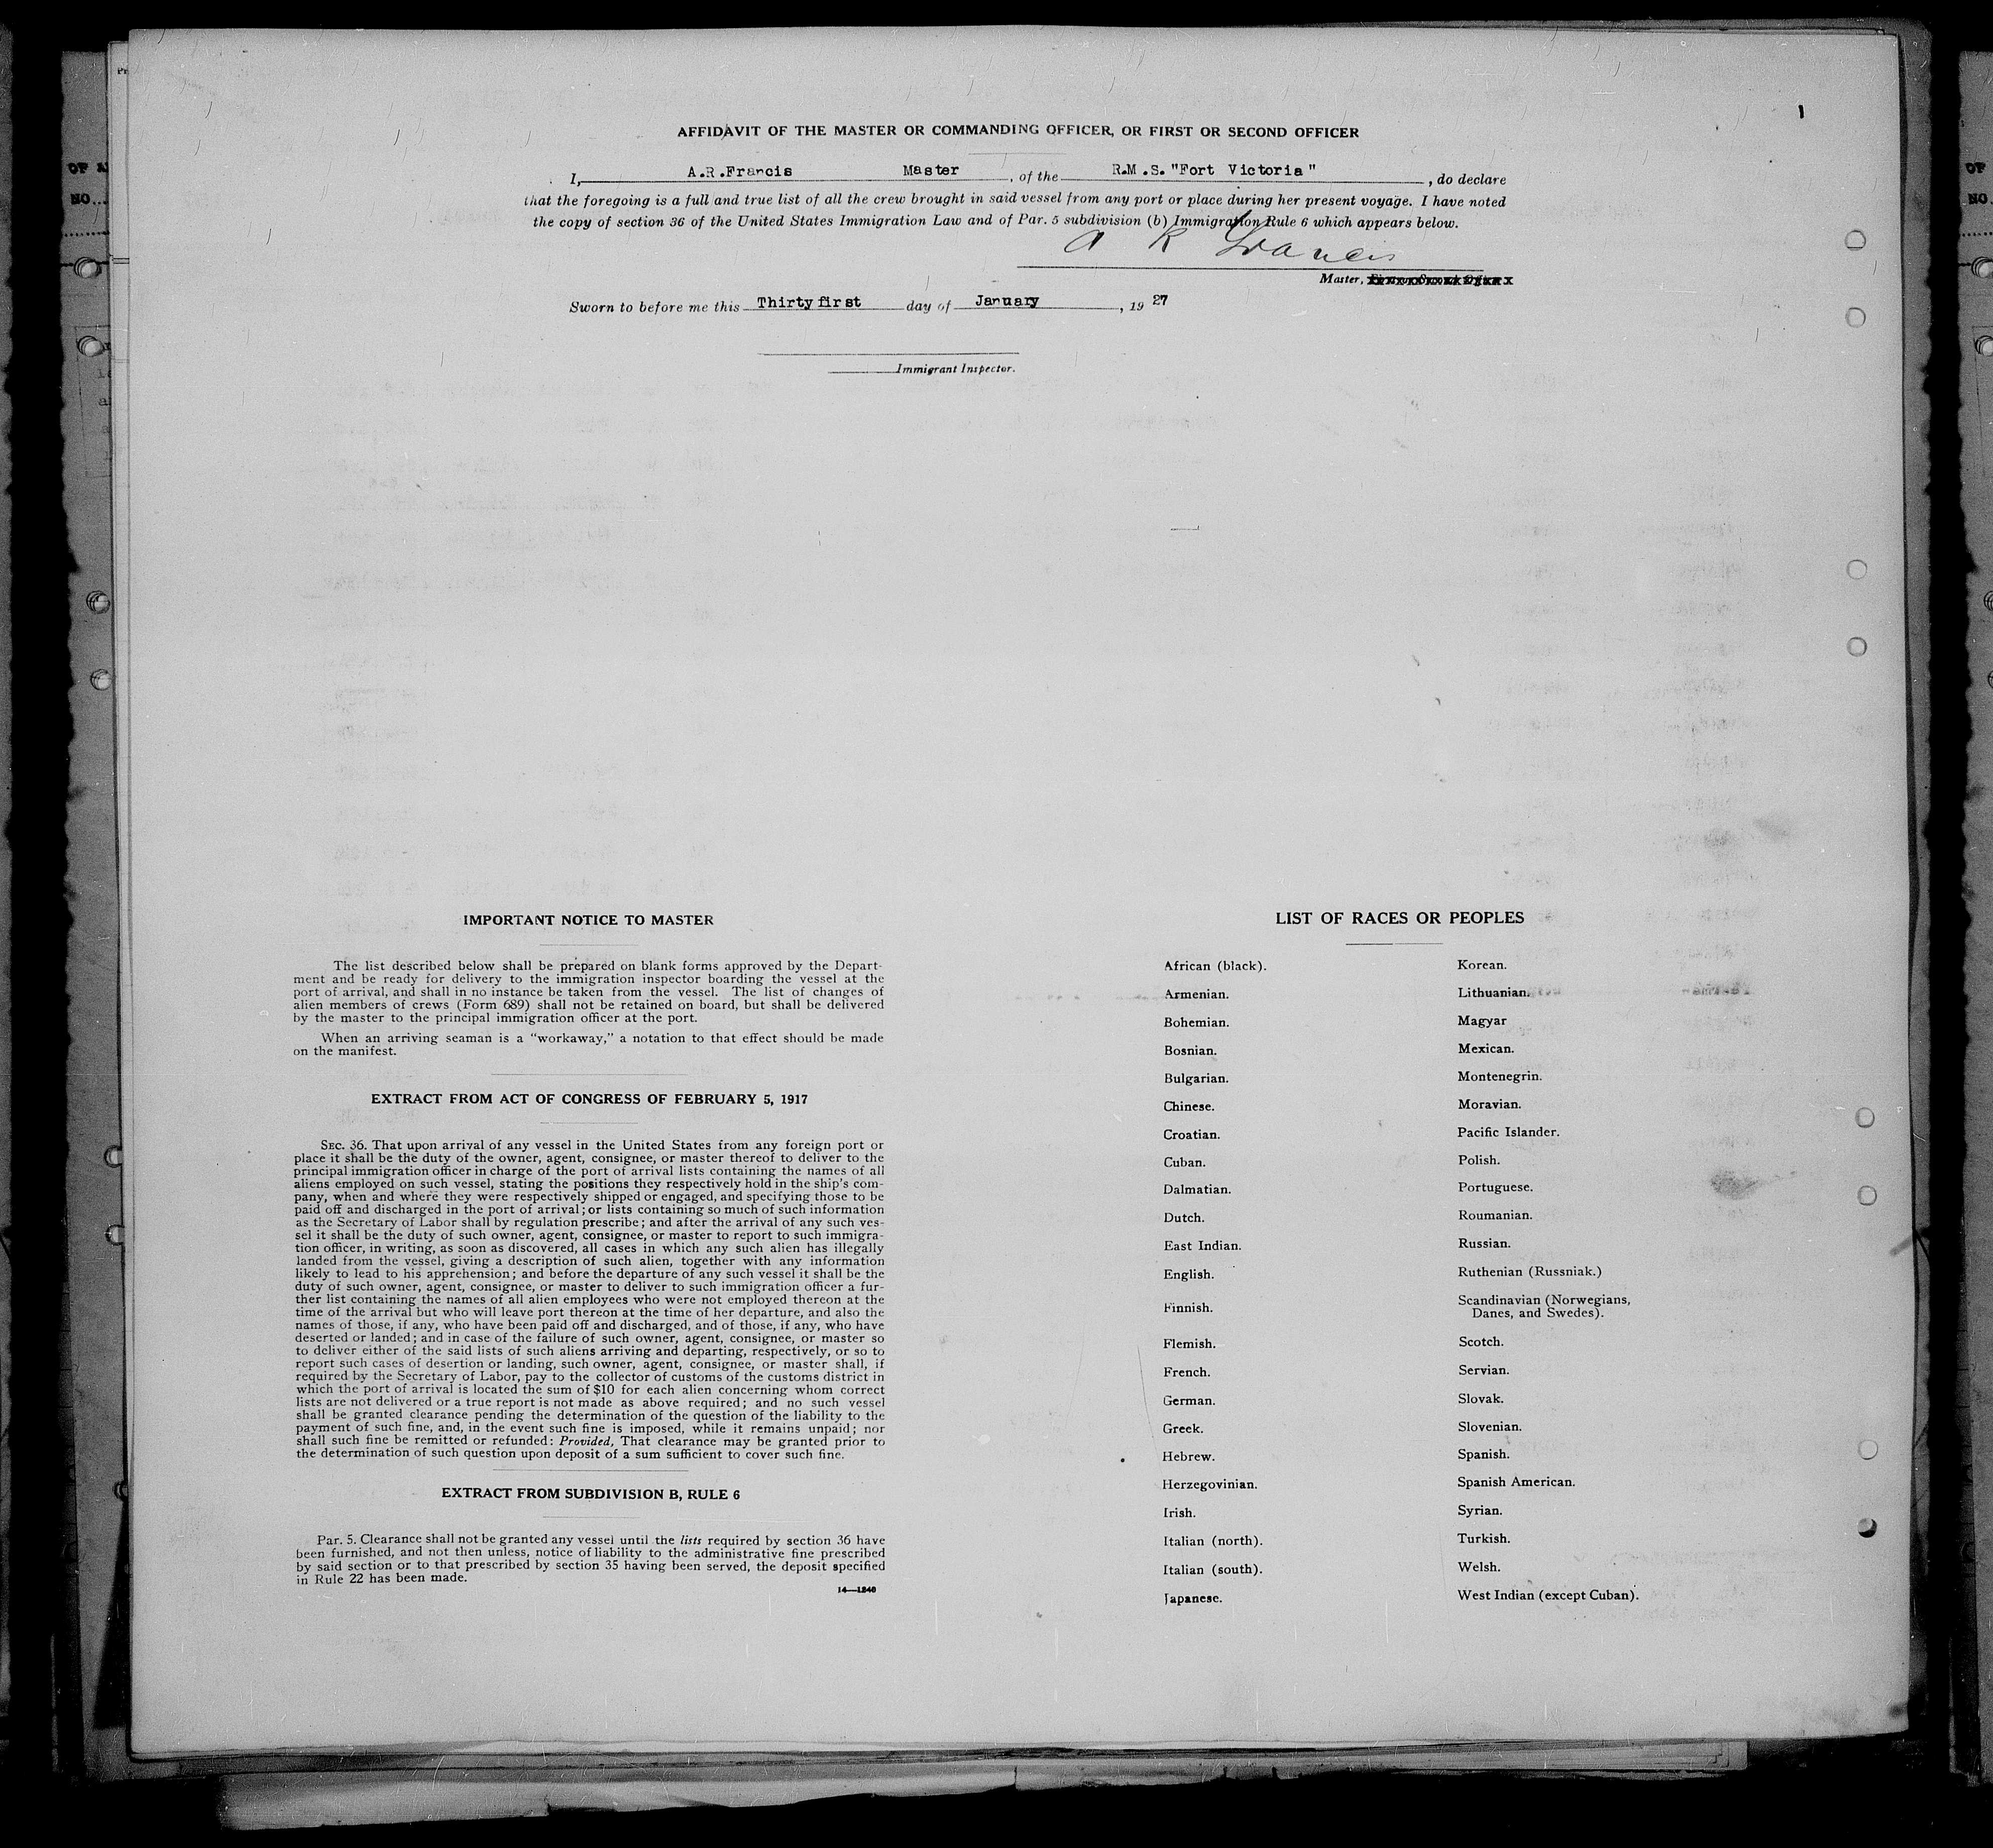 1
AFFIDAVIT OF THE MASTER OR COMMANDING OFFICER, OR FIRST OR SECOND OFFICER
I, A.R.Francis Master, of the R.M.S."Fort Victoria", do declare
that the foregoing is a full and true list of all the crew brought in said vessel from any port or place during her present voyage. I have noted
the copy of section 36 of the United States Immigration Law and of Par. 5 subdivision (b) Immigration Rule 6 which appears below.
A R Francis
Master,
Sworn to before me this Thirtyfirst day of January, 19 27
Immigrant Inspector.
IMPORTANT NOTICE TO MASTER
The list described below shall be prepared on blank forms approved by the Depart-
ment and be ready for delivery to the immigration inspector boarding the vessel at the
port of arrival, and shall in no instance be taken from the vessel. The list of changes of
alien members of crews (Form 689) shall not be retained on board, but shall be delivered
by the master to the principal immigration officer at the port.
When an arriving seaman is a "workaway," a notation to that effect should be made
on the manifest.
EXTRACT FROM ACT OF CONGRESS OF FEBRUARY 5, 1917
SEC. 36. That upon arrival of any vessel in the United States from any foreign port or
place it shall be the duty of the owner, agent, consignee, or master thereof to deliver to the
principal immigration officer in charge of the port of arrival lists containing the names of all
aliens employed on such vessel, stating the positions they respectively hold in the ship's com-
pany, when and where they were respectively shipped or engaged, and specifying those to be
paid off and discharged in the port of arrival; or lists containing so much of such information
as the Secretary of Labor shall by regulation prescribe; and after the arrival of any such ves-
sel it shall be the duty of such owner, agent, consignee, or master to report to such immigra-
tion officer, in writing, as soon as discovered, all cases in which any such alien has illegally
landed from the vessel, giving a description of such alien, together with any information
likely to lead to his apprehension; and before the departure of any such vessel it shall be the
duty of such owner, agent, consignee, or master to deliver to such immigration officer a fur-
ther list containing the names of all alien employees who were not employed thereon at the
time of the arrival but who will leave port thereon at the time of her departure, and also the
names of those, if any, who have been paid off and discharged, and of those, if any, who have
deserted or landed; and in case of the failure of such owner, agent, consignee, or master so
to deliver either of the said lists of such aliens arriving and departing, respectively, or so to
report such cases of desertion or landing, such owner, agent, consignee, or master shall, if
required by the Secretary of Labor, pay to the collector of customs of the customs district in
which the port of arrival is located the sum of $10 for each alien concerning whom correct
lists are not delivered or a true report is not made as above required; and no such vessel
shall be granted clearance pending the determination of the question of the liability to the
payment of such fine, and, in the event such fine is imposed, while it remains unpaid; nor
shall such fine be remitted or refunded: Provided, That clearance may be granted prior to
the determination of such question upon deposit of a sum sufficient to cover such fine.
EXTRACT FROM SUBDIVISION B, RULE 6
Par. 5. Clearance shall not be granted any vessel until the lists required by section 36 have
been furnished, and not then unless, notice of liability to the administrative fine prescribed
by said section or to that prescribed by section 35 having been served, the deposit specified
in Rule 22 has been made.
14—1240
LIST OF RACES OR PEOPLES
African (black).
Armenian.
Bohemian.
Bosnian.
Bulgarian.
Chinese.
Croatian.
Cuban.
Dalmatian.
Dutch.
East Indian.
English.
Finnish.
Flemish.
French.
German.
Greek.
Hebrew.
Herzegovinian.
Irish.
Italian (north).
Italian (south).
Japanese.
Korean.
Lithuanian.
Magyar
Mexican.
Montenegrin.
Moravian.
Pacific Islander.
Polish.
Portuguese.
Roumanian.
Russian.
Ruthenian (Russniak.)
Scandinavian (Norwegians,
Danes, and Swedes).
Scotch.
Servian.
Slovak.
Slovenian.
Spanish.
Spanish American.
Syrian.
Turkish.
Welsh.
West Indian (except Cuban).